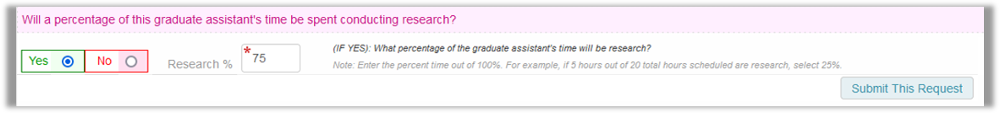 Will a percentage of this graduate assistant's time be spent conducting research?
(IF YES): What percentage of the graduate assistant's time will be research?
Yes No Research % *75
Note: Enter the percent time out of 100%. For example, if 5 hours out of 20 total hours scheduled are research, select 25%.
Submit This Request